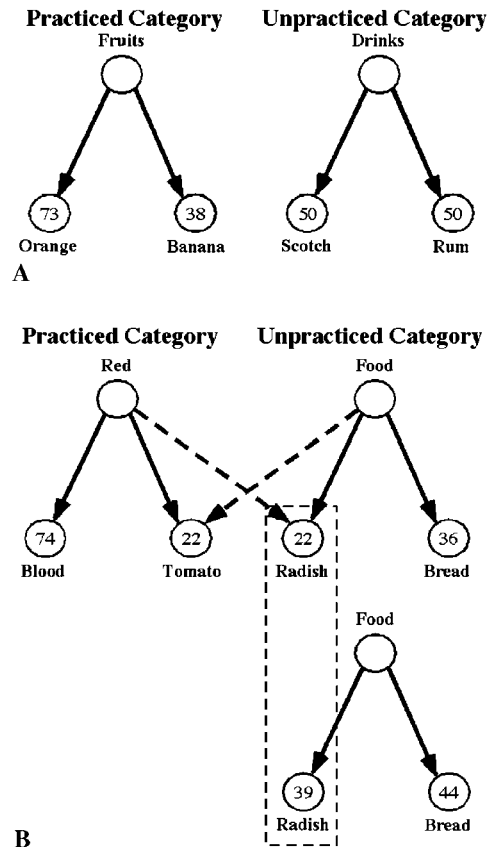 Practiced Category Unpracticed Category
Fruits Drinks
73 38 50 50
Orange Banana Scotch Rum
A
Practiced Category Unpracticed Category
Red Food
74 22 22 36
Blood Tomato Radish Bread
Food
39 44
Radish Bread
B